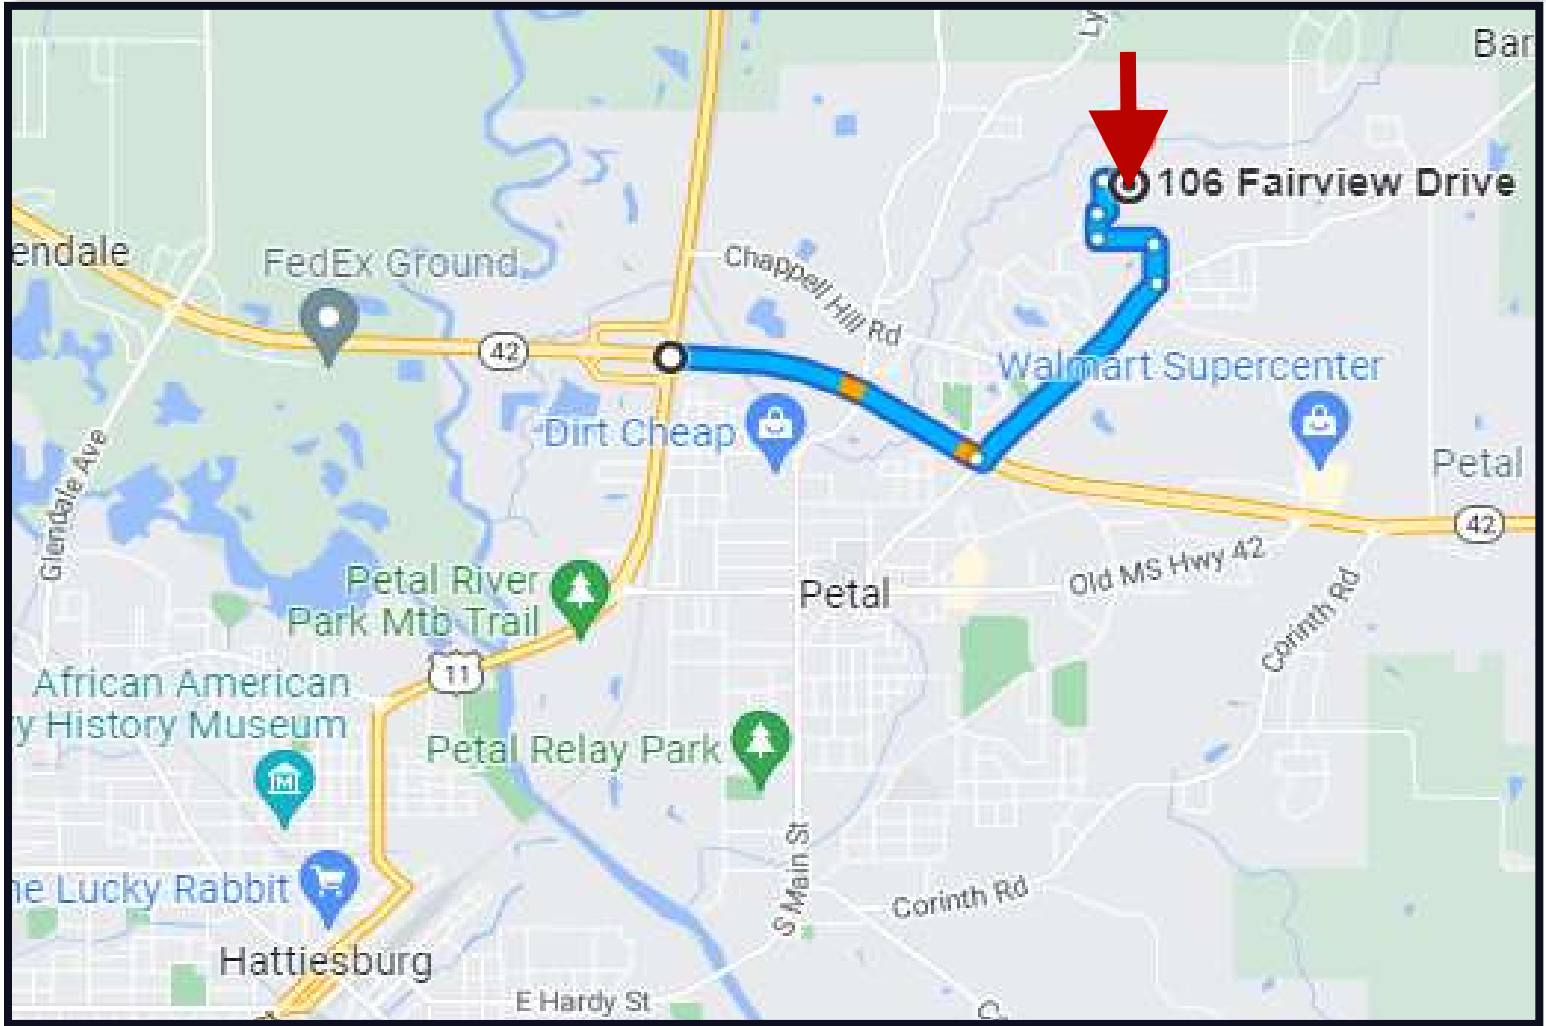 Ly
Bar
106 Fairview Drive
endale
FedEx Ground
Chappell Hill Rd
42
Walmart Supercenter
Dirt Cheap
Glendale Ave
Petal
42
Old MS Hwy 42
Petal River
Park Mtb Trail
Petal
Corinth Rd
11
African American
y History Museum
Petal Relay Park
S Main St
ne Lucky Rabbit
Corinth Rd
Hattiesburg
E Hardy St